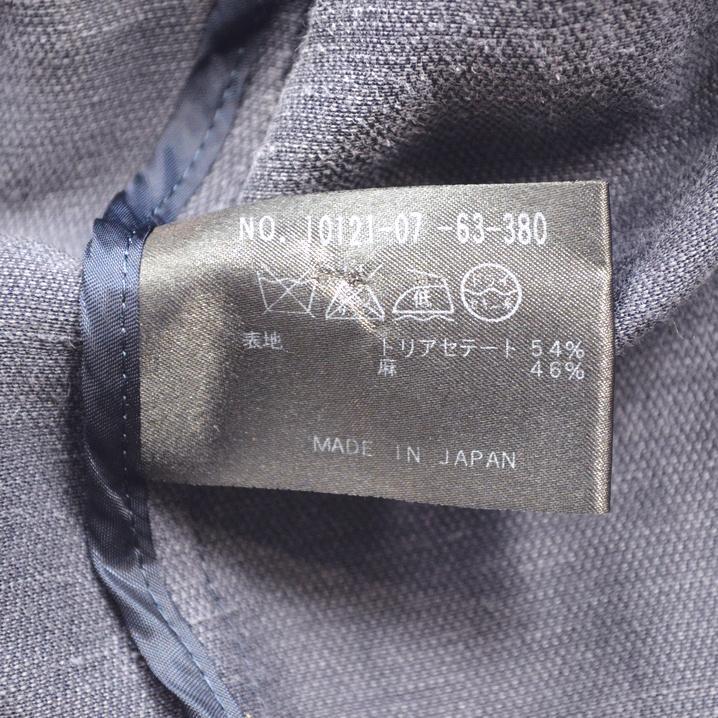 NO. 10121-07 -63-380
低
表地 トリアセテート 54%
麻 46%
MADE IN JAPAN